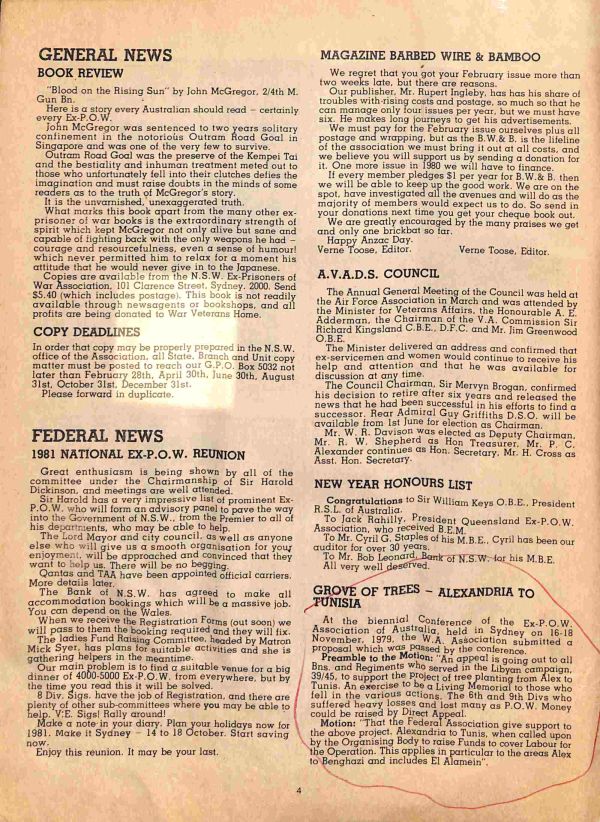 GENERAL NEWS
BOOK REVIEW
"Blood on the Rising Sun" by John McGregor, 2/4th M.
Gun Bn.
Here is a story every Australian should read – certainly
every Ex-P.O.W.
John McGregor was sentenced to two years solitary
confinement in the notorious Outram Road Goal in
Singapore and was one of the very few to survive.
Outram Road Goal was the preserve of the Kempei Tai
and the bestiality and inhuman treatment meted out to
those who unfortunately fell into their clutches defies the
imagination and must raise doubts in the minds of some
readers as to the truth of McGregor's story.
It is the unvarnished, unexaggerated truth.
What marks this book apart from the many other ex-
prisoner of war books is the extraordinary strength of
spirit which kept McGregor not only alive but sane and
capable of fighting back with the only weapons he had –
courage and resourcefulness, even a sense of humour!
which never permitted him to relax for a moment his
attitude that he would never give in to the Japanese.
Copies are available from the N.S.W. Ex-Prisoners of
War Association, 101 Clarence Street, Sydney. 2000. Send
$5.40 (which includes postage). This book is not readily
available through newsagents or bookshops, and all
profits are being donated to War Veterans Home.
COPY DEADLINES
In order that copy may be properly prepared in the N.S.W.
office of the Association, all State, Branch and Unit copy
matter must be posted to reach our G.P.O. Box 5032 not
later than February 28th, April 30th, June 30th, August
31st, October 31st, December 31st.
Please forward in duplicate.
FEDERAL NEWS
1981 NATIONAL EX-P.O.W. REUNION
Great enthusiasm is being shown by all of the
committee under the Chairmanship of Sir Harold
Dickinson, and meetings are well attended.
Sir Harold has a very impressive list of prominent Ex-
P.O.W. who will form an advisory panel to pave the way
into the Government of N.S.W., from the Premier to all of
his departments, who may be able to help.
The Lord Mayor and city council, as well as anyone
else who will give us a smooth organisation for your
enjoyment, will be approached and convinced that they
want to help us. There will be no begging.
Qantas and TAA have been appointed official carriers.
More details later.
The Bank of N.S.W. has agreed to make all
accommodation bookings which will be a massive job.
You can depend on the Wales.
When we receive the Registration Forms (out soon) we
will pass to them the booking required and they will fix.
The ladies Fund Raising Committee, headed by Matron
Mick Syer, has plans for suitable activities and she is
gathering helpers in the meantime.
Our main problem is to find a suitable venue for a big
dinner of 4000-5000 Ex-P.O.W. from everywhere, but by
the time you read this it will be solved.
8 Div. Sigs. have the job of Registration, and there are
plenty of other sub-committees where you may be able to
help. V:E. Sigs! Rally around!
Make a note in your diary. Plan your holidays now for
1981. Make it Sydney – 14 to 18 October. Start saving
now.
Enjoy this reunion. It may be your last.
MAGAZINE BARBED WIRE & BAMBOO
We regret that you got your February issue more than
two weeks late, but there are reasons.
Our publisher, Mr. Rupert Ingleby, has has his share of
troubles with rising costs and postage, so much so that he
can manage only four issues per year, but we must have
six. He makes long journeys to get his advertisements.
We must pay for the February issue ourselves plus all
postage and wrapping, but as the B.W.& B. is the lifeline
of the association we must bring it out at all costs, and
we believe you will support us by sending a donation for
it. One more issue in 1980 we will have to finance.
If every member pledges $1 per year for B.W.& B. then
we will be able to keep up the good work. We are on the
spot, have investigated all the avenues and will do as the
majority of members would expect us to do. So send in
your donations next time you get your cheque book out.
We are greatly encouraged by the many praises we get
and only one brickbat so far.
Happy Anzac Day.
Verne Toose, Editor. Verne Toose, Editor.
A.V.A.D.S. COUNCIL
The Annual General Meeting of the Council was held at
the Air Force Association in March and was attended by
the Minister for Veterans Affairs, the Honourable A. E.
Adderman, the Chairman of the V.A. Commission Sir
Richard Kingsland C.B.E., D.F.C. and Mr. Jim Greenwood
O.B.E.
The Minister delivered an address and confirmed that
ex-servicemen and women would continue to receive his
help and attention and that he was available for
discussion at any time.
The Council Chairman, Sir Mervyn Brogan, confirmed
his decision to retire after six years and released the
news that he had been successful in his efforts to find a
successor. Rear Admiral Guy Griffiths D.S.O. will be
available from 1st June for election as Chairman.
Mr. W. R. Davison was elected as Deputy Chairman,
Mr. R. W. Shepherd as Hon Treasurer, Mr. P. C.
Alexander continues as Hon. Secretary. Mr. H. Cross as
Asst. Hon. Secretary.
NEW YEAR HONOURS LIST
Congratulations to Sir William Keys O.B.E., President
R.S.L. of Australia.
To Jack Rahilly, President Queensland Ex-P.O.W.
Association, who received B.E.M.
To Mr. Cyril G. Staples of his M.B.E., Cyril has been our
auditor for over 30 years.
To Mr. Bob Leonard, Bank of N.S.W. for his M.B.E.
All very well deserved.
GROVE OF TREES – ALEXANDRIA TO
TUNISIA
At the biennial Conference of the Ex-P.O.W.
Association of Australia, held in Sydney on 16-18
November, 1979, the W.A. Association submitted a
proposal which was passed by the conference.
Preamble to the Motion: "An appeal is going out to all
Bns. and Regiments who served in the Libyan campaign,
39/45, to support the project of tree planting from Alex to
Tunis. An exercise to be a Living Memorial to those who
fell in the various actions. The 6th and 9th Divs who
suffered heavy losses and lost many as P.O.W. Money
could be raised by Direct Appeal.
Motion: "That the Federal Association give support to
the above project. Alexandria to Tunis, when called upon
by the Organising Body to raise Funds to cover Labour for
the Operation. This applies in particular to the areas Alex
to Benghazi and includes El Alamein".
4